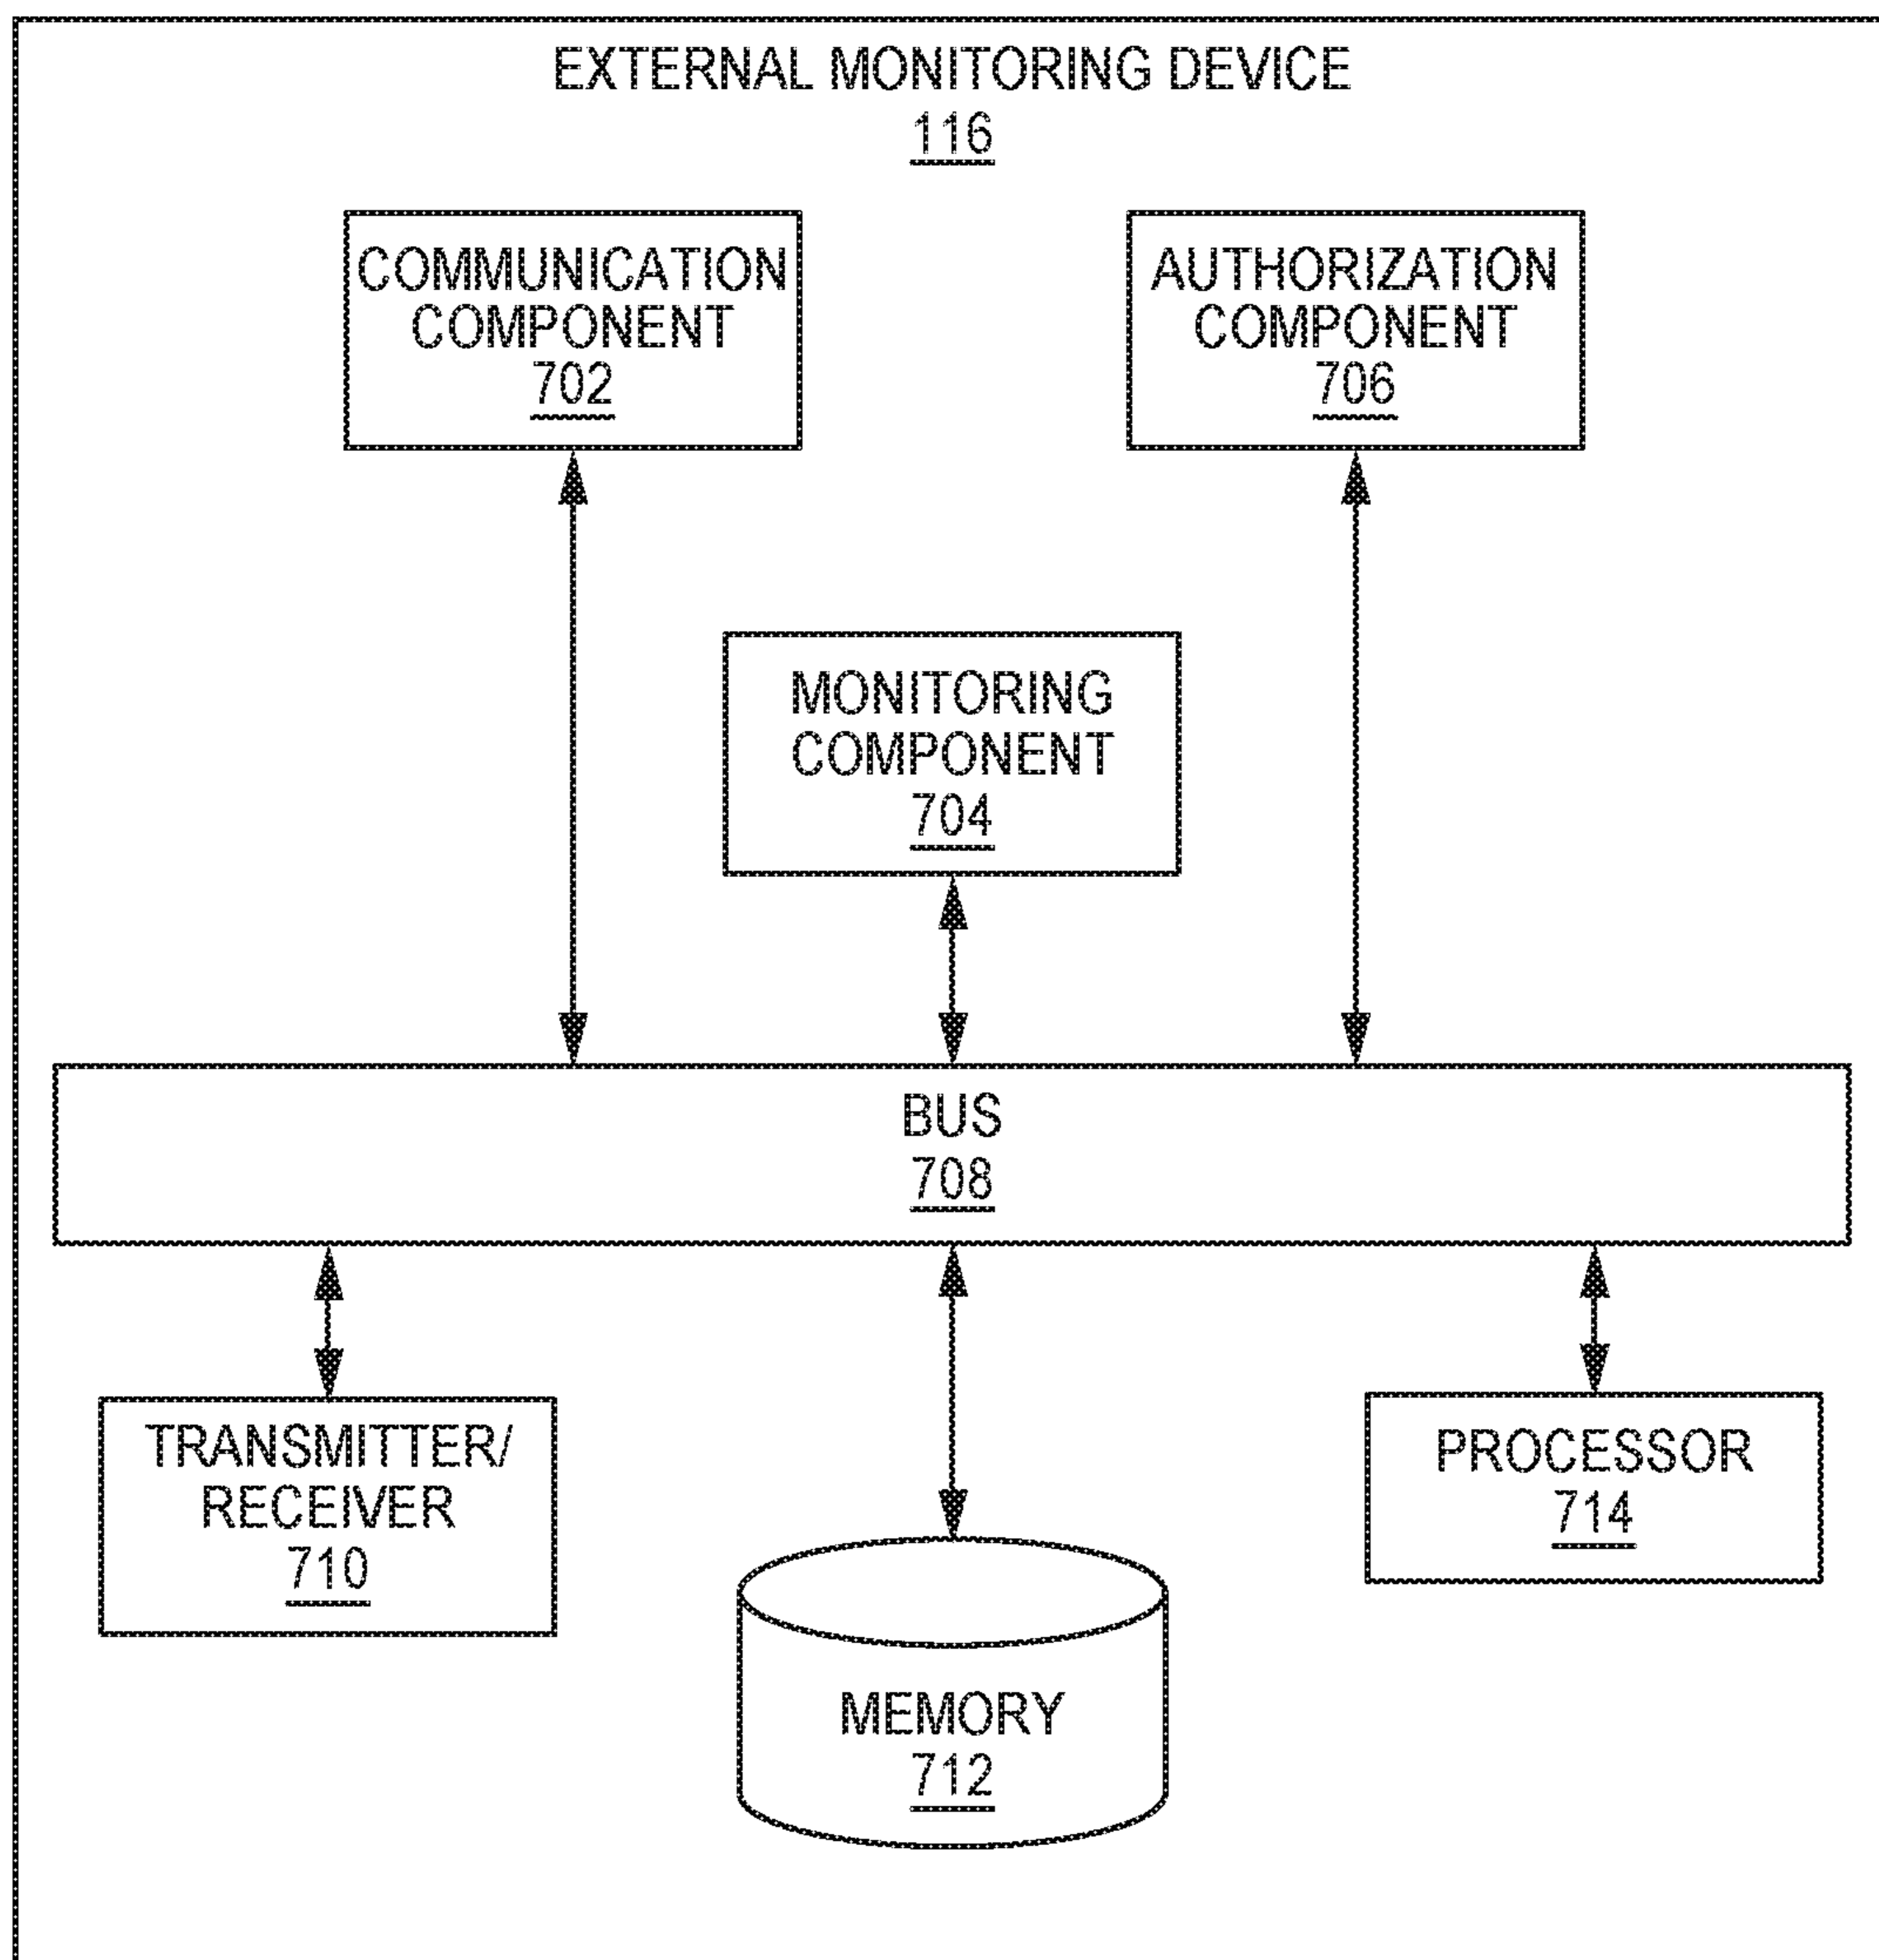 EXTERNAL MONITORING DEVICE
116
COMMUNICATION
COMPONENT
702
AUTHORIZATION
COMPONENT
706
MONITORING
COMPONENT
704
BUS
708
TRANSMITTER/
RECEIVER
710
PROCESSOR
714
MEMORY
712